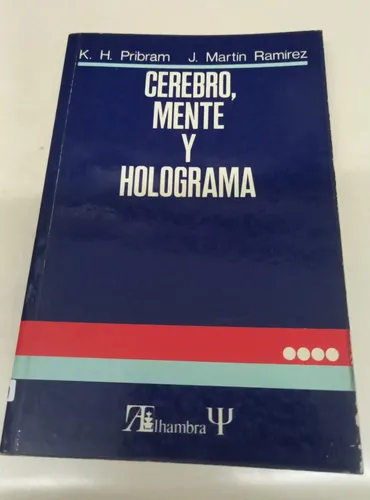 K. H. Pribram J. Martín Ramírez
CEREBRO,
MENTE
Y
HOLOGRAMA
Alhambra Ψ